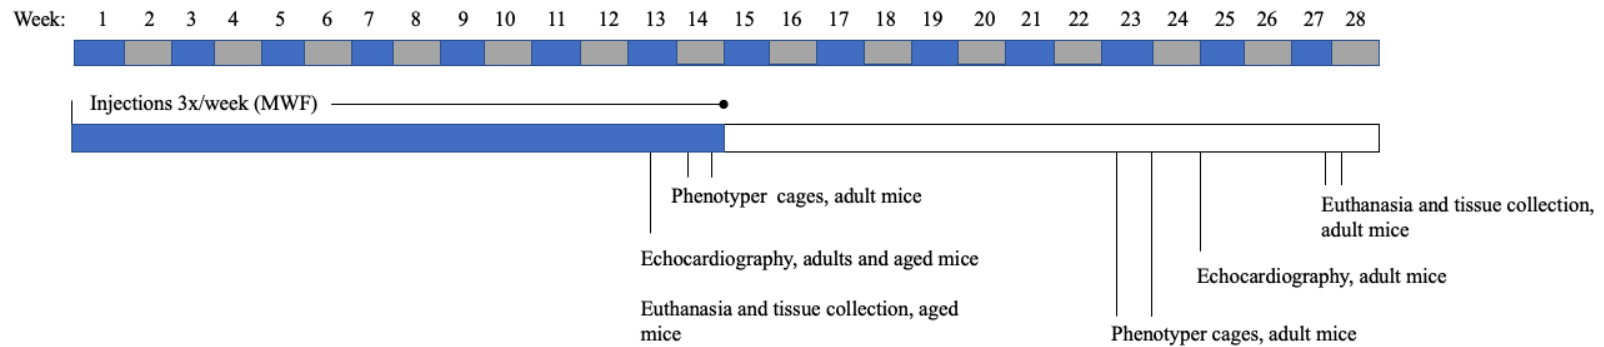 Week: 1 2 3 4 5 6 7 8 9 10 11 12 13 14 15 16 17 18 19 20 21 22 23 24 25 26 27 28
Injections 3x/week (MWF)
Phenotyper cages, adult mice
Echocardiography, adults and aged mice
Euthanasia and tissue collection, aged
mice
Euthanasia and tissue collection,
adult mice
Echocardiography, adult mice
Phenotyper cages, adult mice